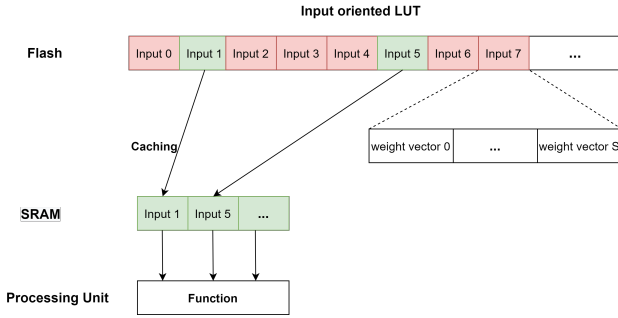 Input oriented LUT
Flash
Input 0 Input 1 Input 2 Input 3 Input 4 Input 5 Input 6 Input 7 ...
Caching
weight vector 0 ... weight vector S
SRAM
Input 1 Input 5 ...
Processing Unit
Function